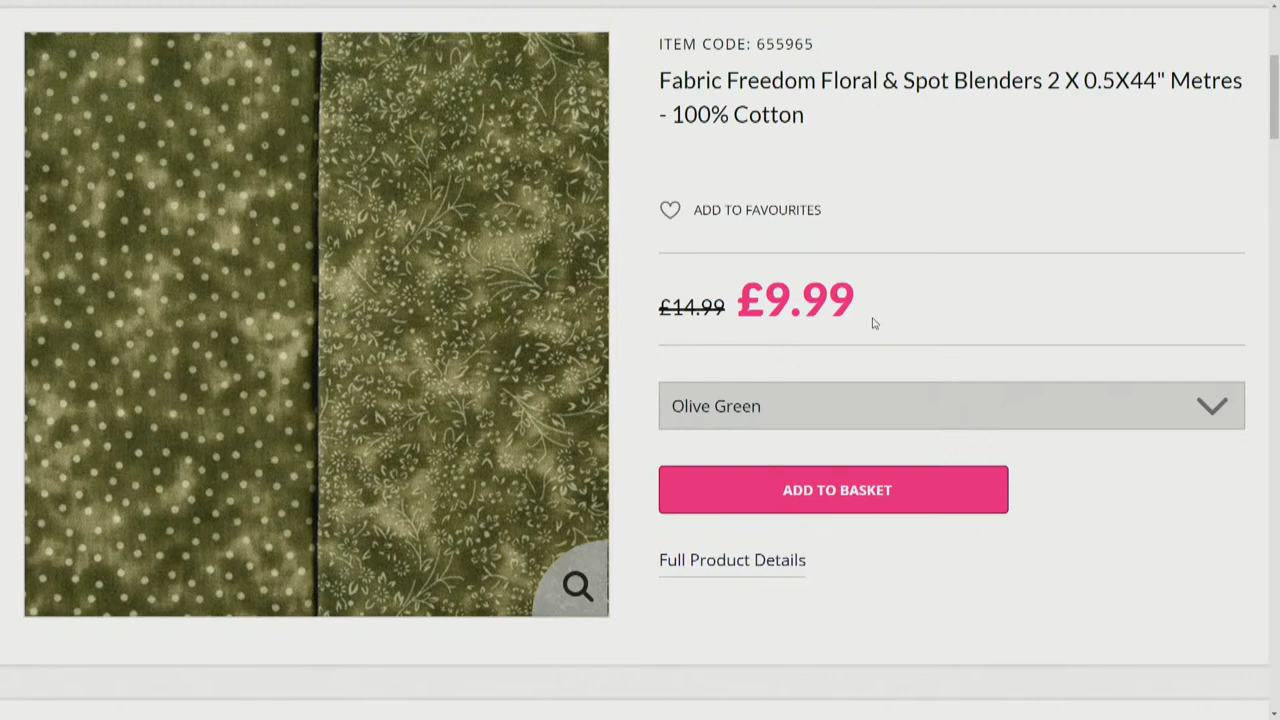 ITEM CODE: 655965
Fabric Freedom Floral & Spot Blenders 2 X 0.5X44" Metres
- 100% Cotton
ADD TO FAVOURITES
£14.99 £9.99
Olive Green
ADD TO BASKET
Full Product Details